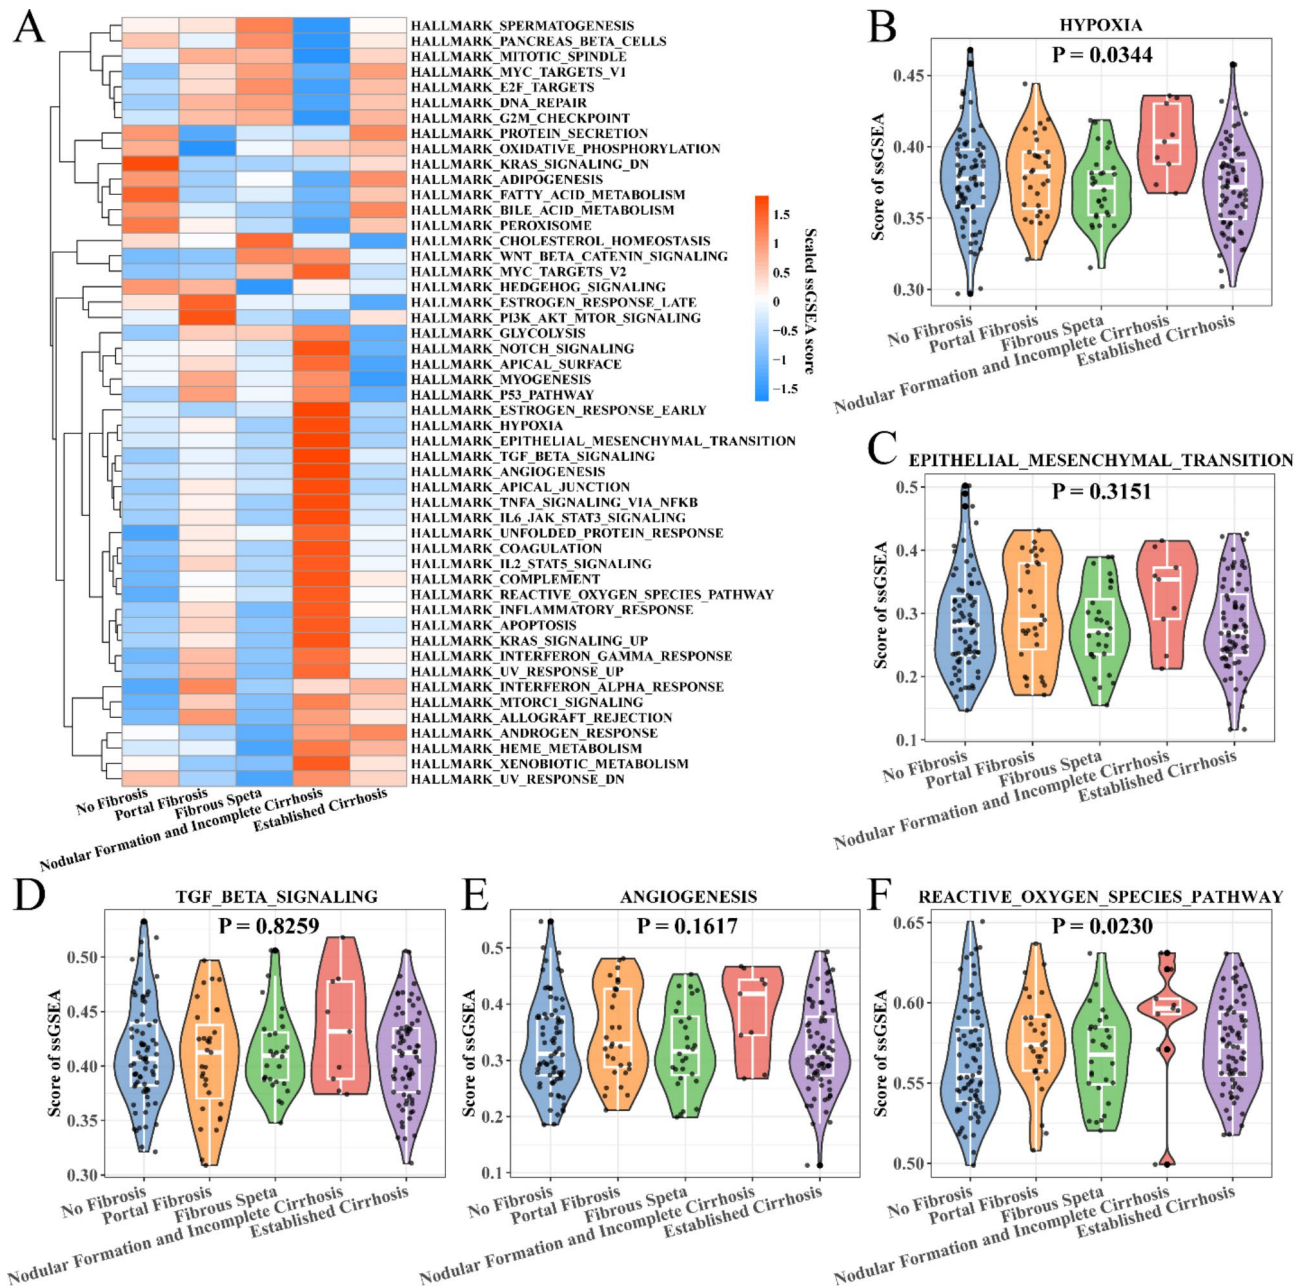 A
HALLMARK_SPERMATOGENESIS
HALLMARK_PANCREAS_BETA_CELLS
HALLMARK_MITOTIC_SPINDLE
HALLMARK_MYC_TARGETS_V1
HALLMARK_E2F_TARGETS
HALLMARK_DNA_REPAIR
HALLMARK_G2M_CHECKPOINT
HALLMARK_PROTEIN_SECRETION
HALLMARK_OXIDATIVE_PHOSPHORYLATION
HALLMARK_KRAS_SIGNALING_DN
HALLMARK_ADIPOGENESIS
HALLMARK_FATTY_ACID_METABOLISM
HALLMARK_BILE_ACID_METABOLISM
HALLMARK_PEROXISOME
HALLMARK_CHOLESTEROL_HOMEOSTASIS
HALLMARK_WNT_BETA_CATENIN_SIGNALING
HALLMARK_MYC_TARGETS_V2
HALLMARK_HEDGEHOG_SIGNALING
HALLMARK_ESTROGEN_RESPONSE_LATE
HALLMARK_PI3K_AKT_MTOR_SIGNALING
HALLMARK_GLYCOLYSIS
HALLMARK_NOTCH_SIGNALING
HALLMARK_APICAL_SURFACE
HALLMARK_MYOGENESIS
HALLMARK_P53_PATHWAY
HALLMARK_ESTROGEN_RESPONSE_EARLY
HALLMARK_HYPOXIA
HALLMARK_EPITHELIAL_MESENCHYMAL_TRANSITION
HALLMARK_TGF_BETA_SIGNALING
HALLMARK_ANGIOGENESIS
HALLMARK_APICAL_JUNCTION
HALLMARK_TNFA_SIGNALING_VIA_NFKB
HALLMARK_IL6_JAK_STAT3_SIGNALING
HALLMARK_UNFOLDED_PROTEIN_RESPONSE
HALLMARK_COAGULATION
HALLMARK_IL2_STAT5_SIGNALING
HALLMARK_COMPLEMENT
HALLMARK_REACTIVE_OXYGEN_SPECIES_PATHWAY
HALLMARK_INFLAMMATORY_RESPONSE
HALLMARK_APOPTOSIS
HALLMARK_KRAS_SIGNALING_UP
HALLMARK_INTERFERON_GAMMA_RESPONSE
HALLMARK_UV_RESPONSE_UP
HALLMARK_INTERFERON_ALPHA_RESPONSE
HALLMARK_MTORC1_SIGNALING
HALLMARK_ALLOGRAFT_REJECTION
HALLMARK_ANDROGEN_RESPONSE
HALLMARK_HEME_METABOLISM
HALLMARK_XENOBIOTIC_METABOLISM
HALLMARK_UV_RESPONSE_DN
No Fibrosis
Portal Fibrosis
Fibrous Speta
Nodular Formation and Incomplete Cirrhosis
Established Cirrhosis
1.5
1
0.5
0
−0.5
−1
−1.5
Scaled ssGSEA score
B
HYPOXIA
P = 0.0344
Score of ssGSEA
0.45
0.40
0.35
0.30
No Fibrosis
Portal Fibrosis
Fibrous Speta
Nodular Formation and Incomplete Cirrhosis
Established Cirrhosis
C
EPITHELIAL_MESENCHYMAL_TRANSITION
P = 0.3151
Score of ssGSEA
0.5
0.4
0.3
0.2
0.1
No Fibrosis
Portal Fibrosis
Fibrous Speta
Nodular Formation and Incomplete Cirrhosis
Established Cirrhosis
D
TGF_BETA_SIGNALING
P = 0.8259
Score of ssGSEA
0.50
0.45
0.40
0.35
0.30
No Fibrosis
Portal Fibrosis
Fibrous Speta
Nodular Formation and Incomplete Cirrhosis
Established Cirrhosis
E
ANGIOGENESIS
P = 0.1617
Score of ssGSEA
0.5
0.4
0.3
0.2
0.1
No Fibrosis
Portal Fibrosis
Fibrous Speta
Nodular Formation and Incomplete Cirrhosis
Established Cirrhosis
F
REACTIVE_OXYGEN_SPECIES_PATHWAY
P = 0.0230
Score of ssGSEA
0.65
0.60
0.55
0.50
No Fibrosis
Portal Fibrosis
Fibrous Speta
Nodular Formation and Incomplete Cirrhosis
Established Cirrhosis